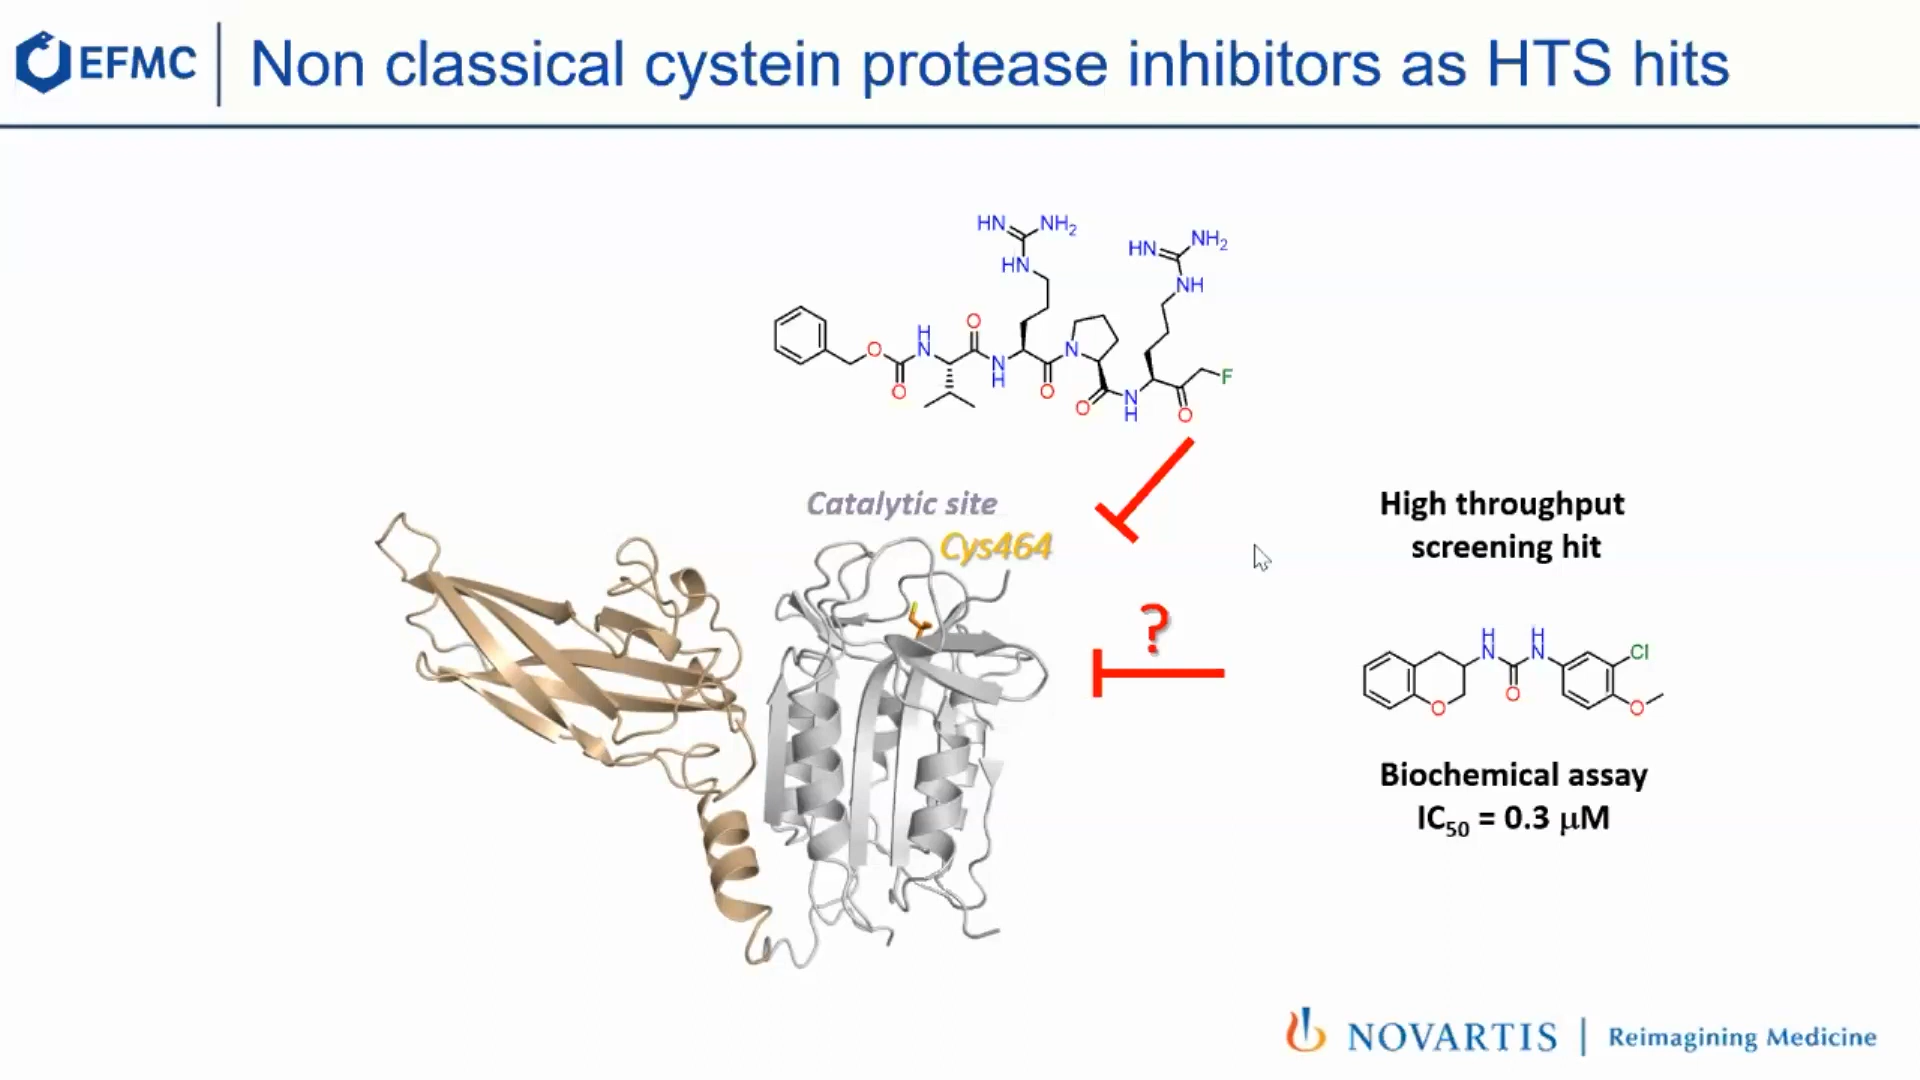 EFMC
Non classical cystein protease inhibitors as HTS hits
HN NH2
HN
HN NH2
NH
H
N
O
O
O
O
N
H
O
N
O
N
H
O
F
Catalytic site
Cys464
?
High throughput
screening hit
H
N
H
N
Cl
O
O
O
Biochemical assay
IC50 = 0.3 μM
NOVARTIS | Reimagining Medicine